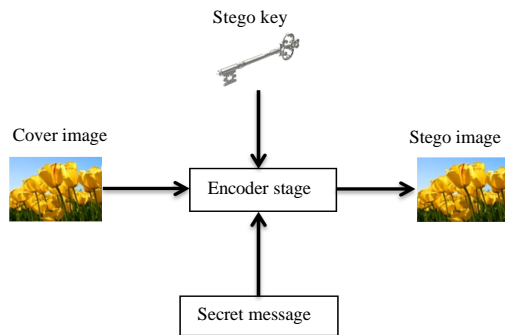 Stego key
Cover image
Stego image
Encoder stage
Secret message